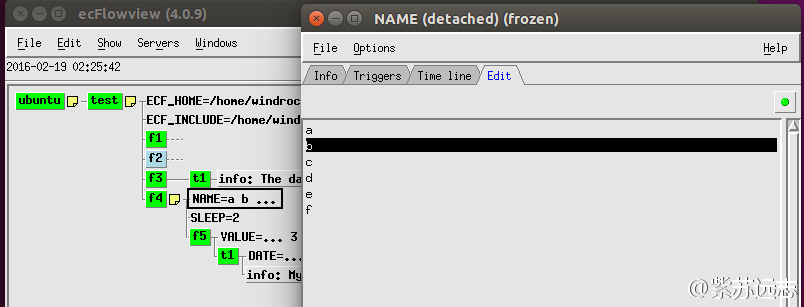 ecFlowview (4.0.9)
File Edit Show Servers Windows
2016-02-19 02:25:42
ubuntu test ECF_HOME=/home/windroc
ECF_INCLUDE=/home/wind
f1
f2
f3 t1 info: The da
f4 NAME=a b ...
SLEEP=2
f5 VALUE=... 3
t1 DATE=...
info: My
NAME (detached) (frozen)
File Options Help
Info Triggers Time line Edit
a
b
c
d
e
f
@紫苏远志